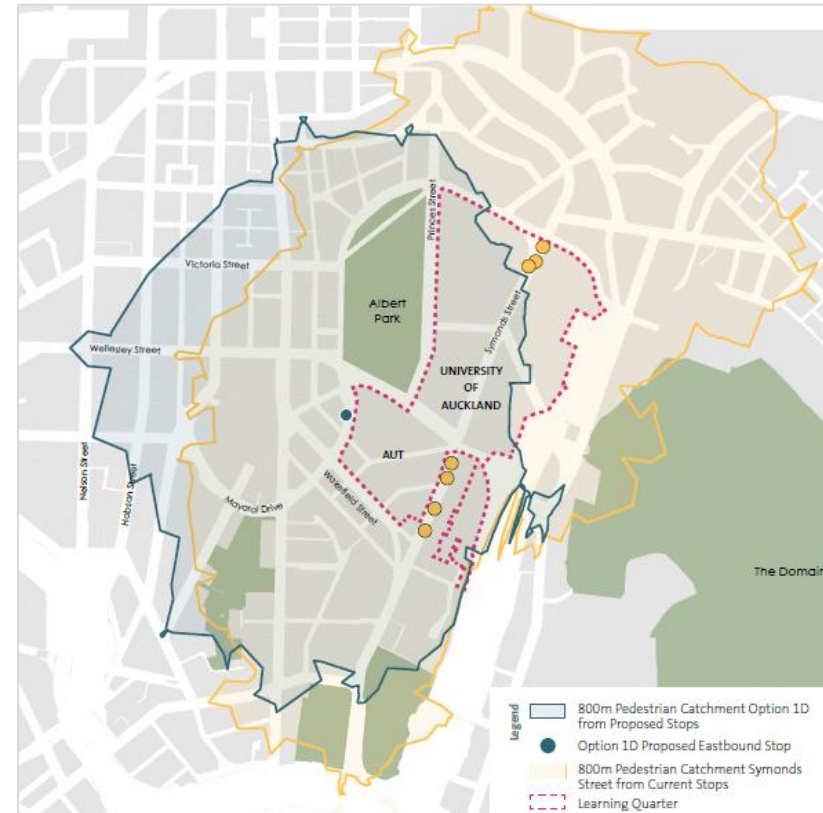 Princes Street
Victoria Street
Albert
Park
Symonds Street
Wellesley Street
UNIVERSITY
OF
AUCKLAND
AUT
Nelson Street
Hobson Street
Wakefield Street
Mayoral Drive
The Domain
Legend
800m Pedestrian Catchment Option 1D
from Proposed Stops
Option 1D Proposed Eastbound Stop
800m Pedestrian Catchment Symonds
Street from Current Stops
Learning Quarter